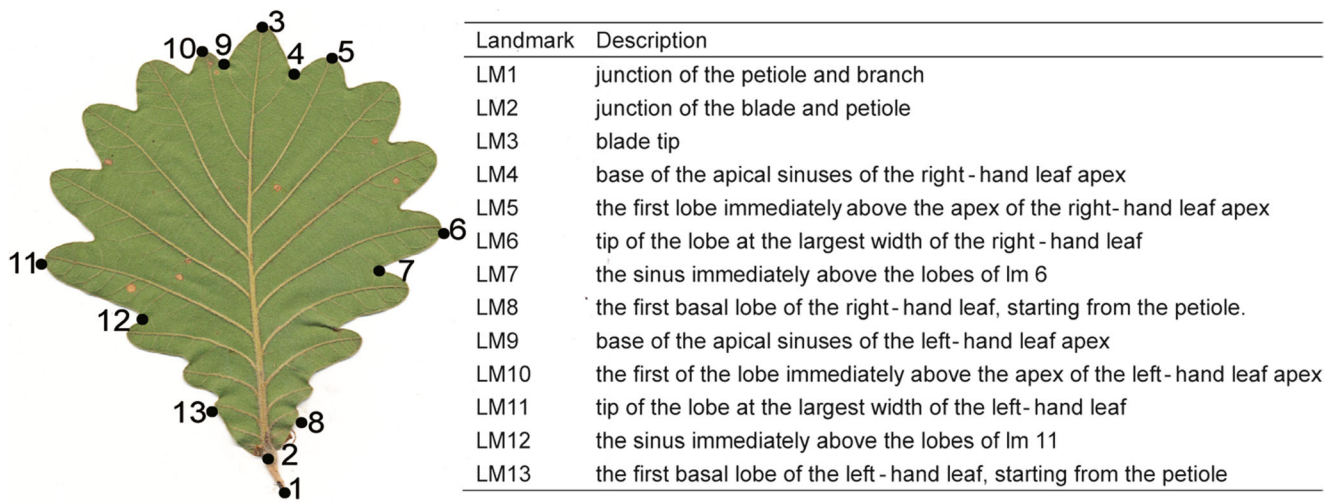 3
10 9
4 5
6
11
7
12
13
8
2
1
Landmark Description
LM1 junction of the petiole and branch
LM2 junction of the blade and petiole
LM3 blade tip
LM4 base of the apical sinuses of the right-hand leaf apex
LM5 the first lobe immediately above the apex of the right-hand leaf apex
LM6 tip of the lobe at the largest width of the right-hand leaf
LM7 the sinus immediately above the lobes of lm 6
LM8 the first basal lobe of the right-hand leaf, starting from the petiole.
LM9 base of the apical sinuses of the left-hand leaf apex
LM10 the first of the lobe immediately above the apex of the left-hand leaf apex
LM11 tip of the lobe at the largest width of the left-hand leaf
LM12 the sinus immediately above the lobes of lm 11
LM13 the first basal lobe of the left-hand leaf, starting from the petiole